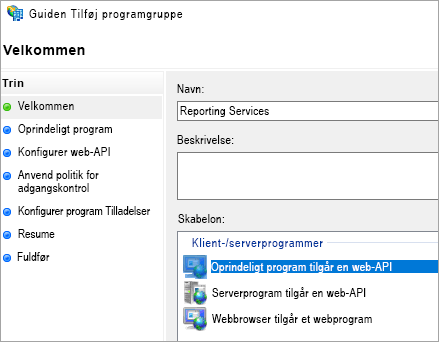 Guiden Tilføj programgruppe
Velkommen
Trin
Velkommen
Oprindeligt program
Konfigurer web-API
Anvend politik for
adgangskontrol
Konfigurer program Tilladelser
Resume
Fuldfør
Navn:
Reporting Services
Beskrivelse:
Skabelon:
Klient-/serverprogrammer
Oprindeligt program tilgår en web-API
Serverprogram tilgår en web-API
Webbrowser tilgår et webprogram